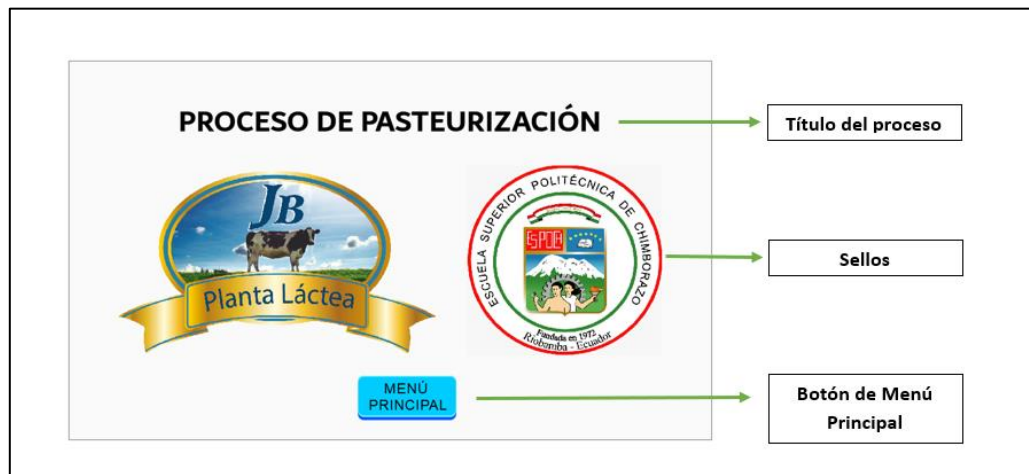 PROCESO DE PASTEURIZACIÓN
Título del proceso
JB
Planta Láctea
ESCUELA SUPERIOR POLITÉCNICA DE CHIMBORAZO
ESPOCH
Fundada en 1972
Riobamba - Ecuador
Sellos
MENÚ
PRINCIPAL
Botón de Menú
Principal